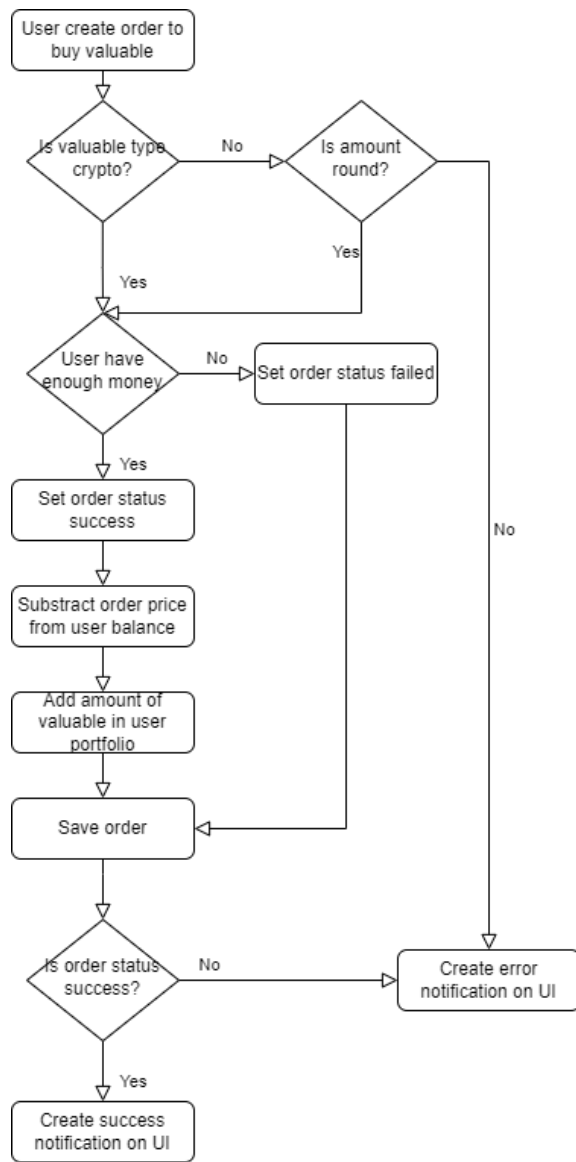 User create order to
buy valuable
Is valuable type
crypto?
No
Is amount
round?
Yes
Yes
User have
enough money
No
Set order status failed
Yes
Set order status
success
No
Substract order price
from user balance
Add amount of
valuable in user
portfolio
Save order
Is order status
success?
No
Create error
notification on UI
Yes
Create success
notification on UI